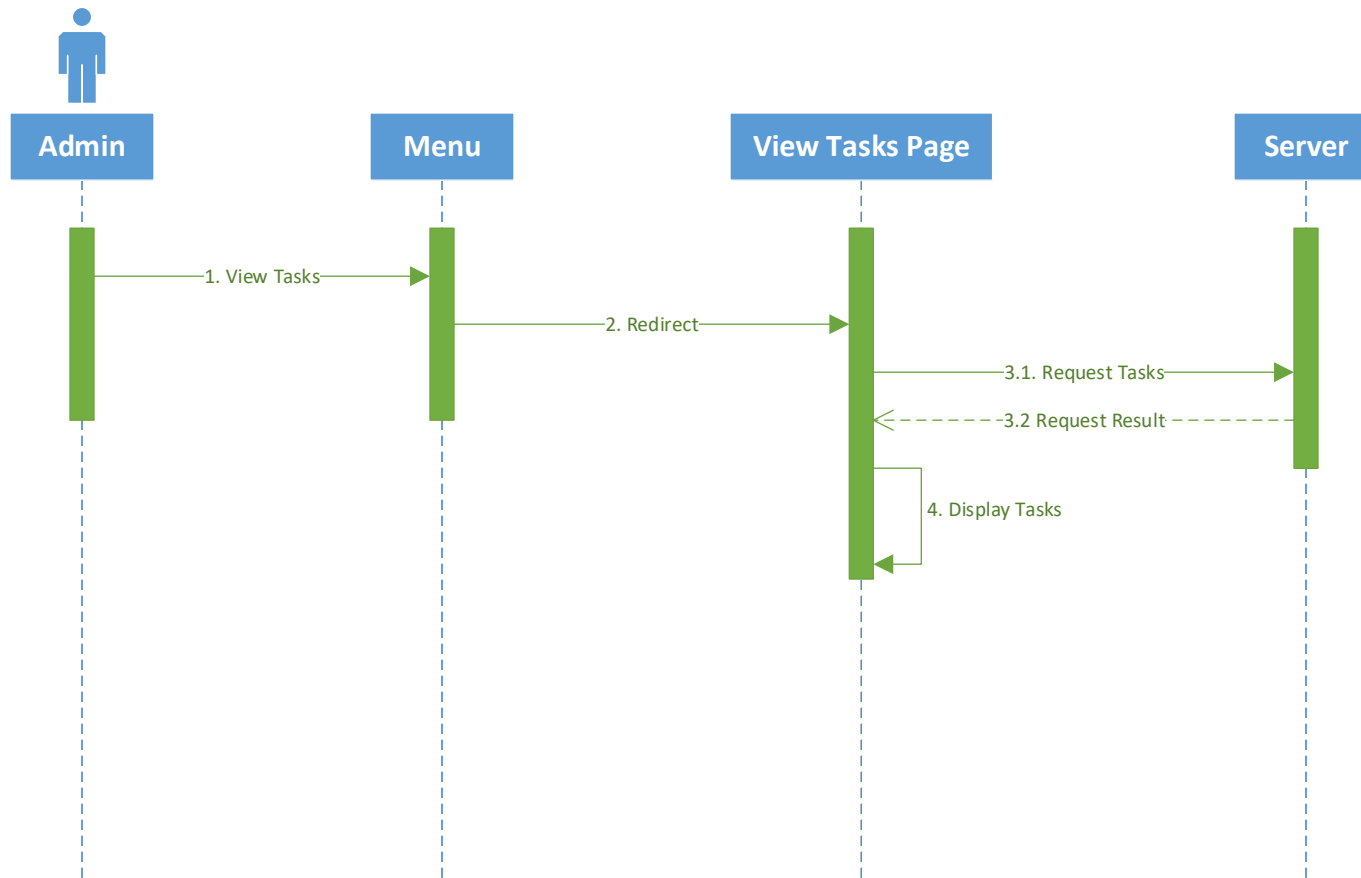 Admin
Menu
View Tasks Page
Server
1. View Tasks
2. Redirect
3.1. Request Tasks
3.2 Request Result
4. Display Tasks